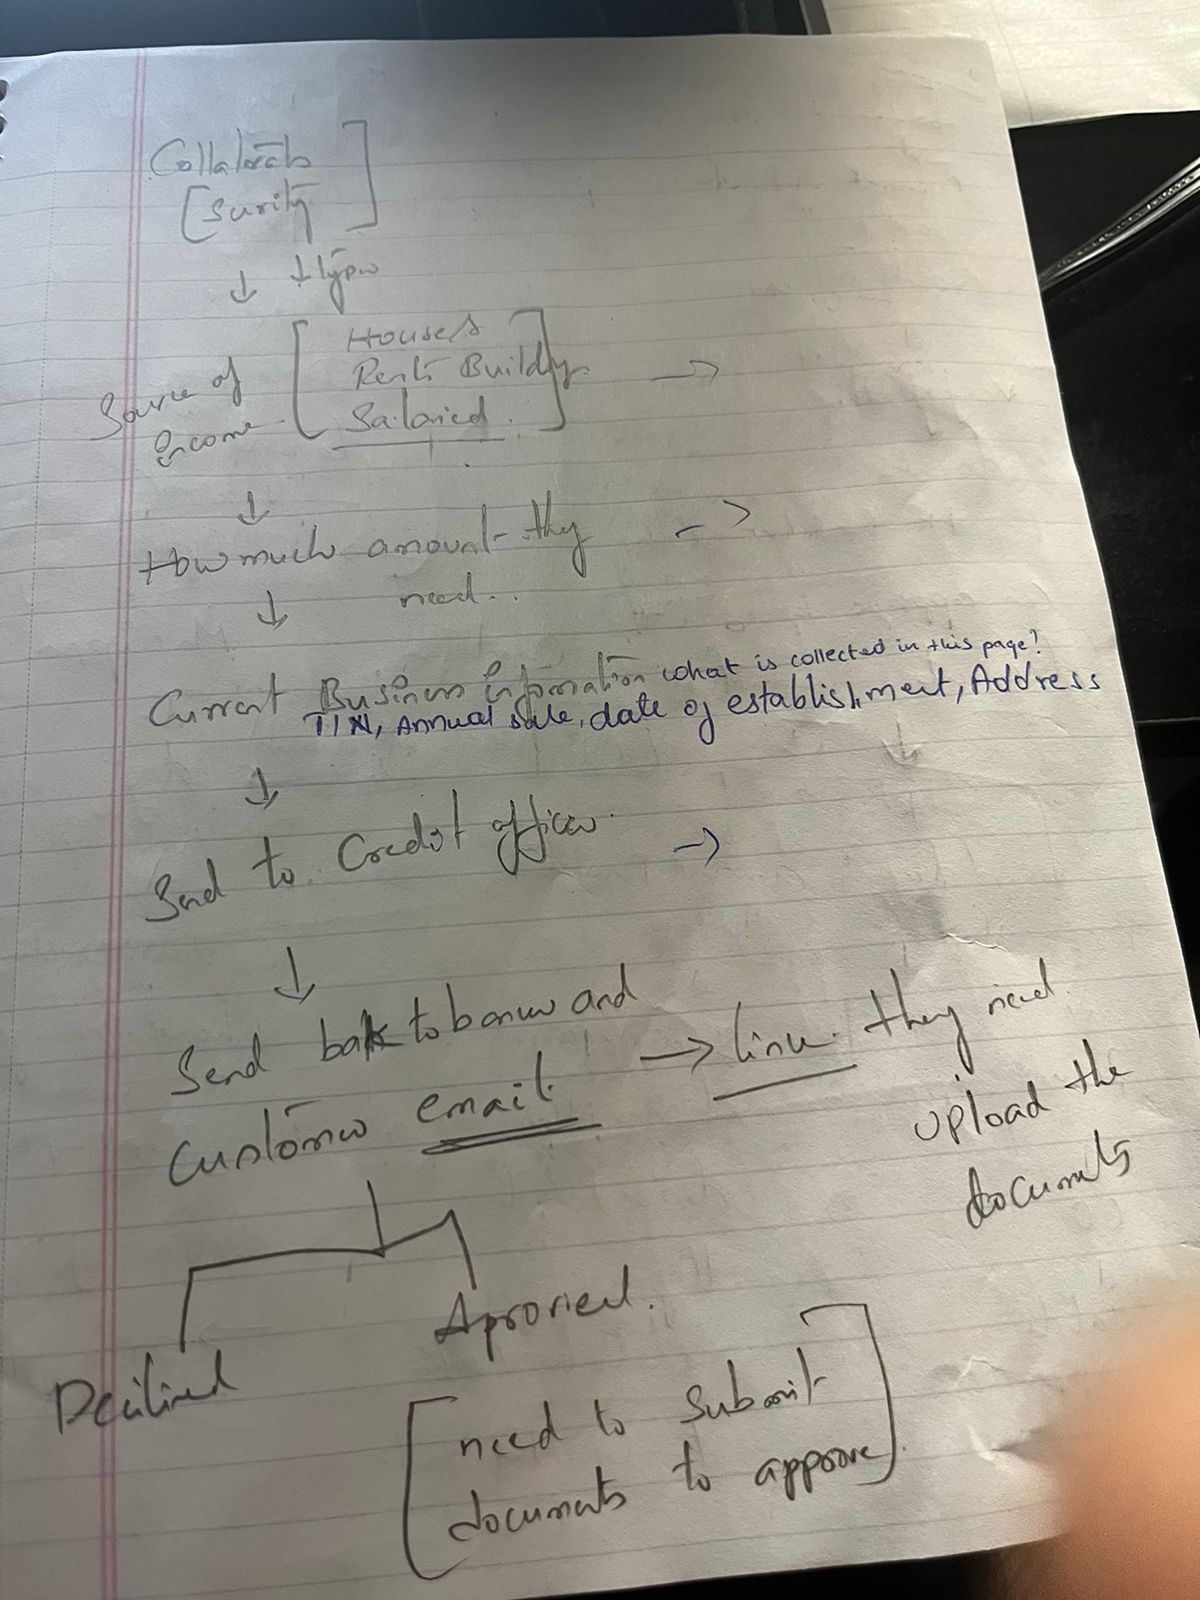 Collaterals
[Surity]
↓ ↓ types
Source of Income [Houses
Rents Building
Salaried.] →
↓
How much amount they →
need..
↓
Current Business information what is collected in this page?
TIN, Annual sale, date of establishment, Address
↓ ↓
Send to Credit officer. →
↓
Send back to borrower and
customer email → link they need
upload the
documents
Declined
Aproved.
[need to Submit
documents to approve].